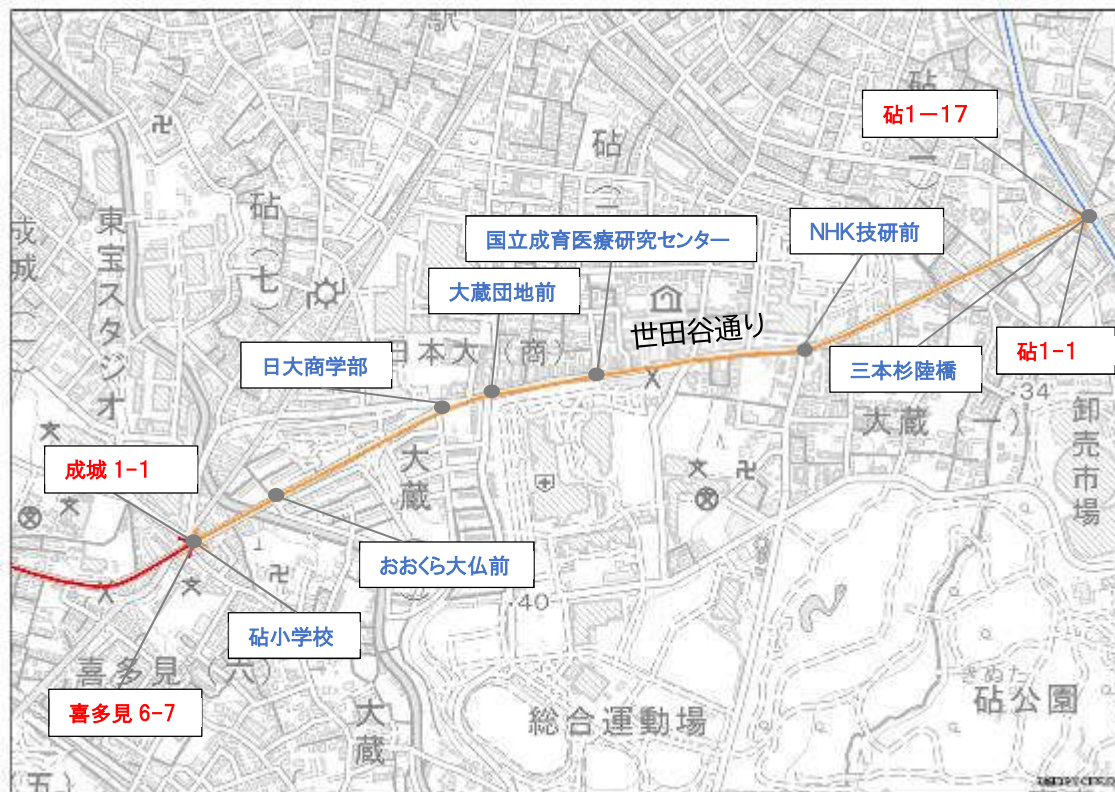 砧1-17
砧
砧
東宝スタジオ
成城
砧(七)
国立成育医療研究センター
NHK技研前
大蔵団地前
世田谷通り
日本大(商)
日大商学部
三本杉陸橋
砧1-1
・34
大蔵(一)
卸売市場
成城 1-1
大蔵
おおくら大仏前
・40
砧小学校
喜多見(六)
きぬた
砧公園
喜多見 6-7
大蔵
総合運動場
(五)